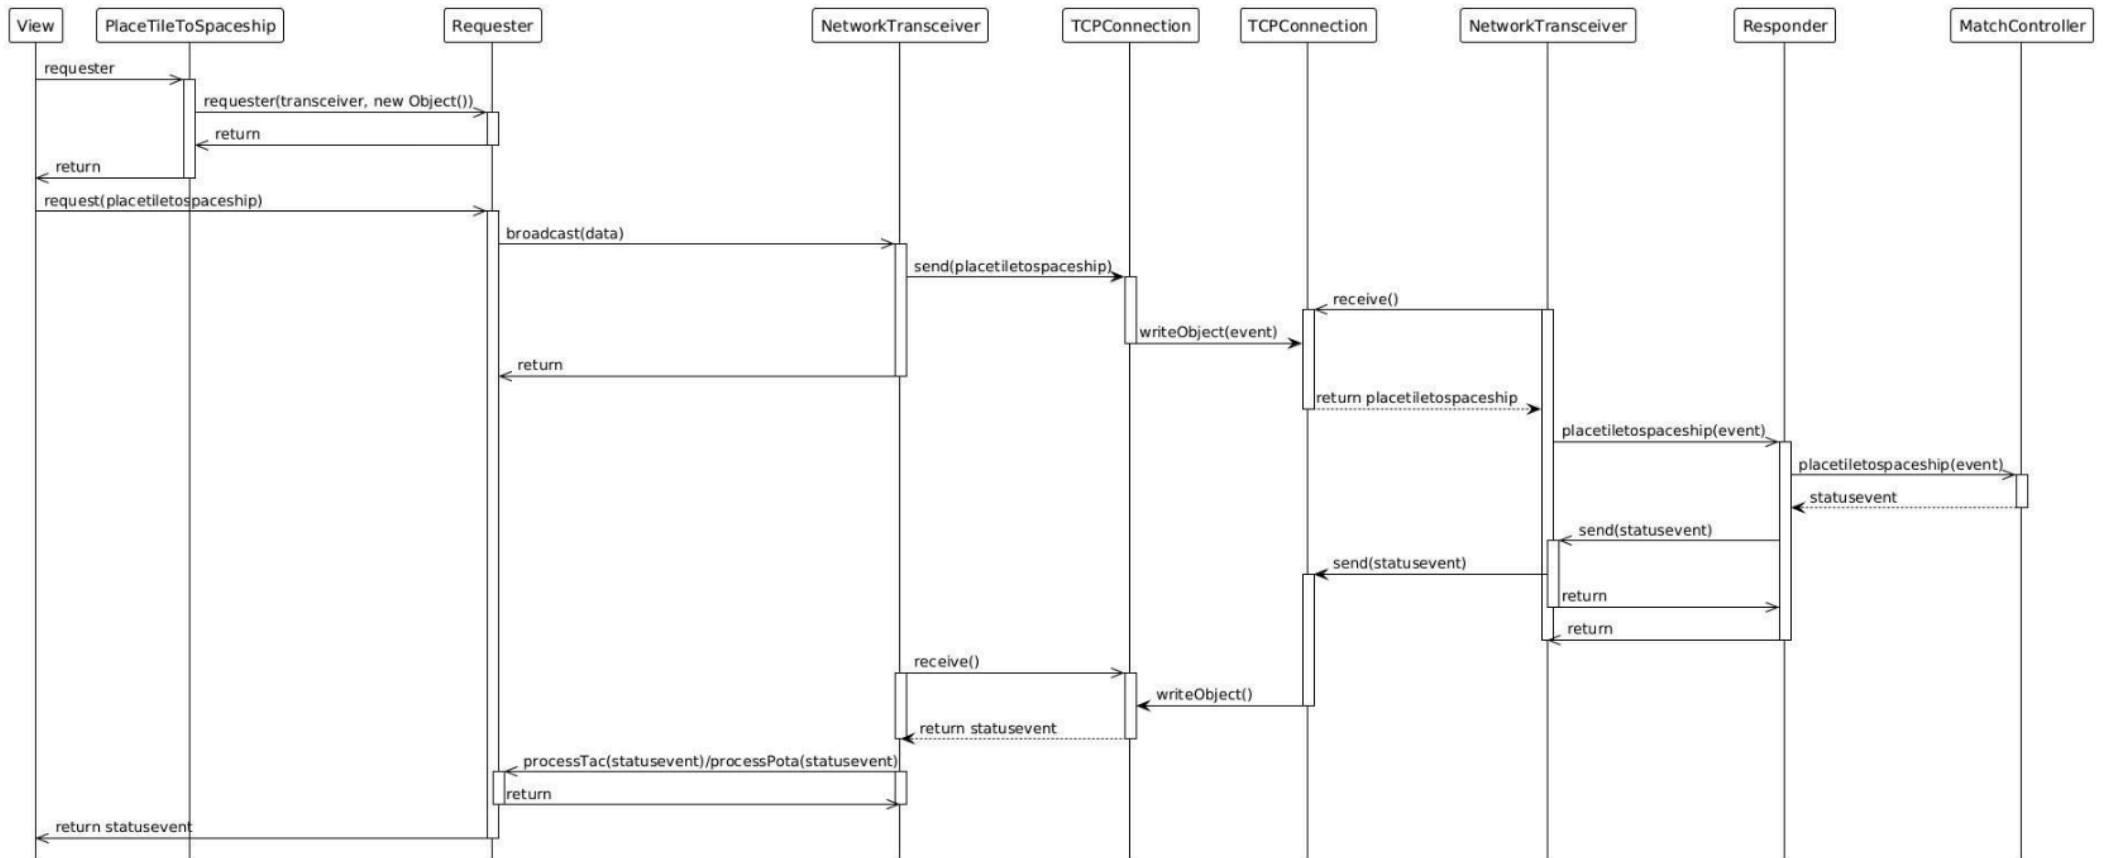 View
PlaceTileToSpaceship
Requester
NetworkTransceiver
TCPConnection
TCPConnection
NetworkTransceiver
Responder
MatchController
requester
requester(transceiver, new Object())
return
return
request(placetiletospaceship)
broadcast(data)
send(placetiletospaceship)
receive()
writeObject(event)
return
return placetiletospaceship
placetiletospaceship(event)
placetiletospaceship(event)
statusevent
send(statusevent)
send(statusevent)
return
return
receive()
writeObject()
return statusevent
processTac(statusevent)/processPota(statusevent)
return
return statusevent